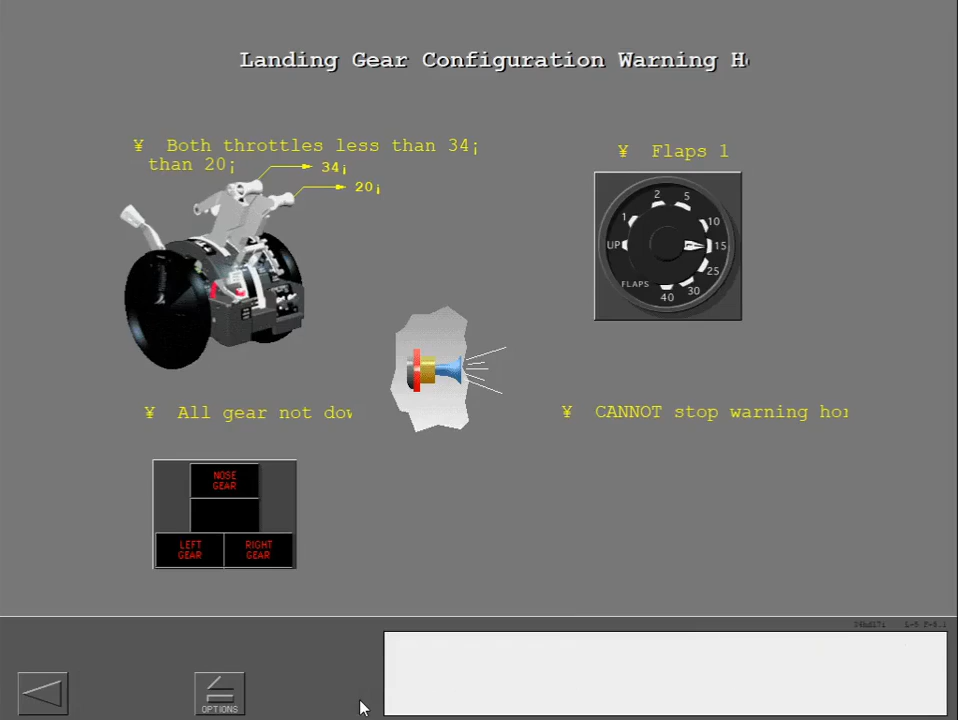 Landing Gear Configuration Warning H
¥ Both throttles less than 34¡
than 20¡
34¡
20¡
¥ Flaps 1
UP
1
2
5
10
15
25
30
40
FLAPS
¥ All gear not dow
¥ CANNOT stop warning hor
NOSE
GEAR
LEFT
GEAR
RIGHT
GEAR
OPTIONS